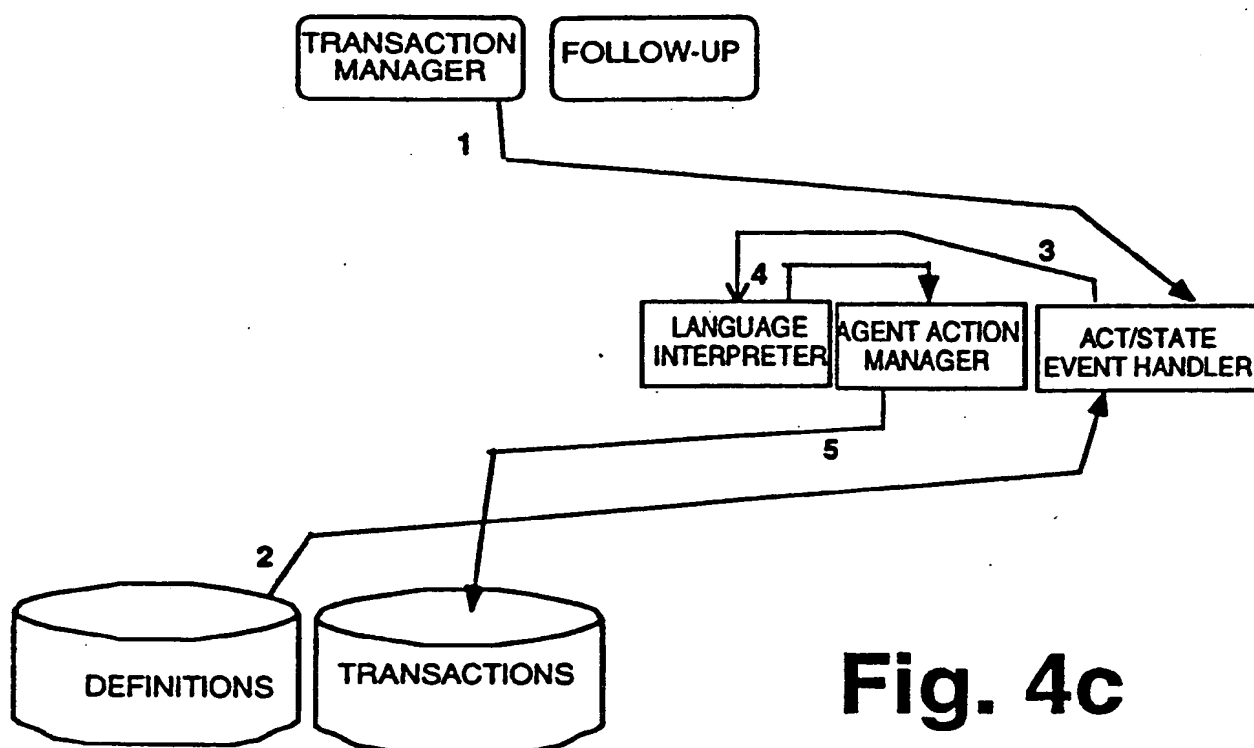 TRANSACTION
MANAGER
FOLLOW-UP
1
3
4
LANGUAGE
INTERPRETER
AGENT ACTION
MANAGER
ACT/STATE
EVENT HANDLER
5
2
DEFINITIONS
TRANSACTIONS
Fig. 4c